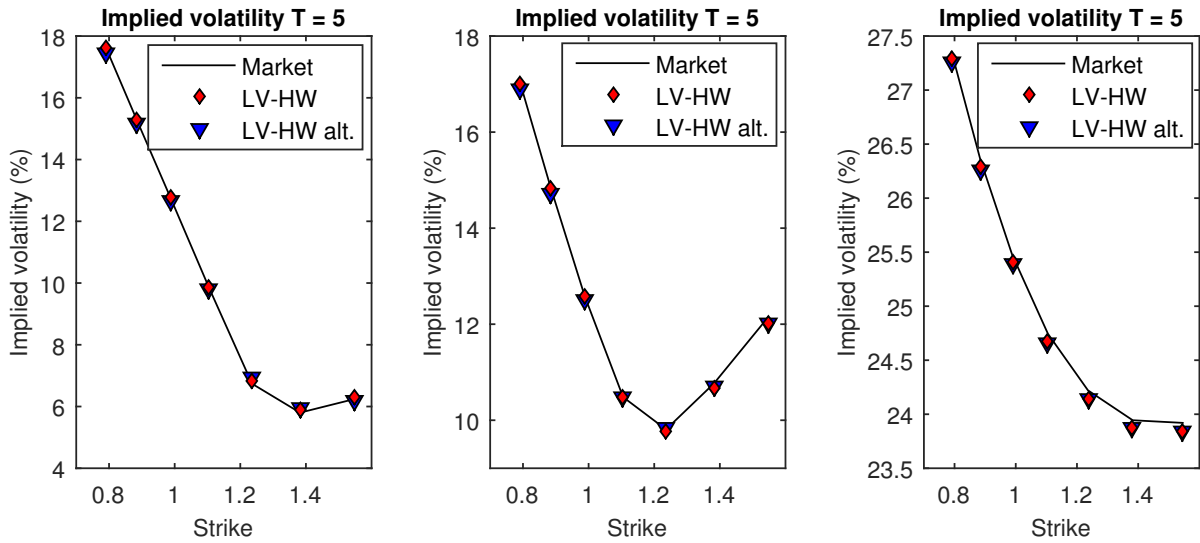 Implied volatility T = 5
18
16
14
12
10
8
6
4
0.8
1
1.2
1.4
Implied volatility (%)
Strike
Market
LV-HW
LV-HW alt.
Implied volatility T = 5
18
16
14
12
10
0.8
1
1.2
1.4
Implied volatility (%)
Strike
Market
LV-HW
LV-HW alt.
Implied volatility T = 5
27.5
27
26.5
26
25.5
25
24.5
24
23.5
0.8
1
1.2
1.4
Implied volatility (%)
Strike
Market
LV-HW
LV-HW alt.